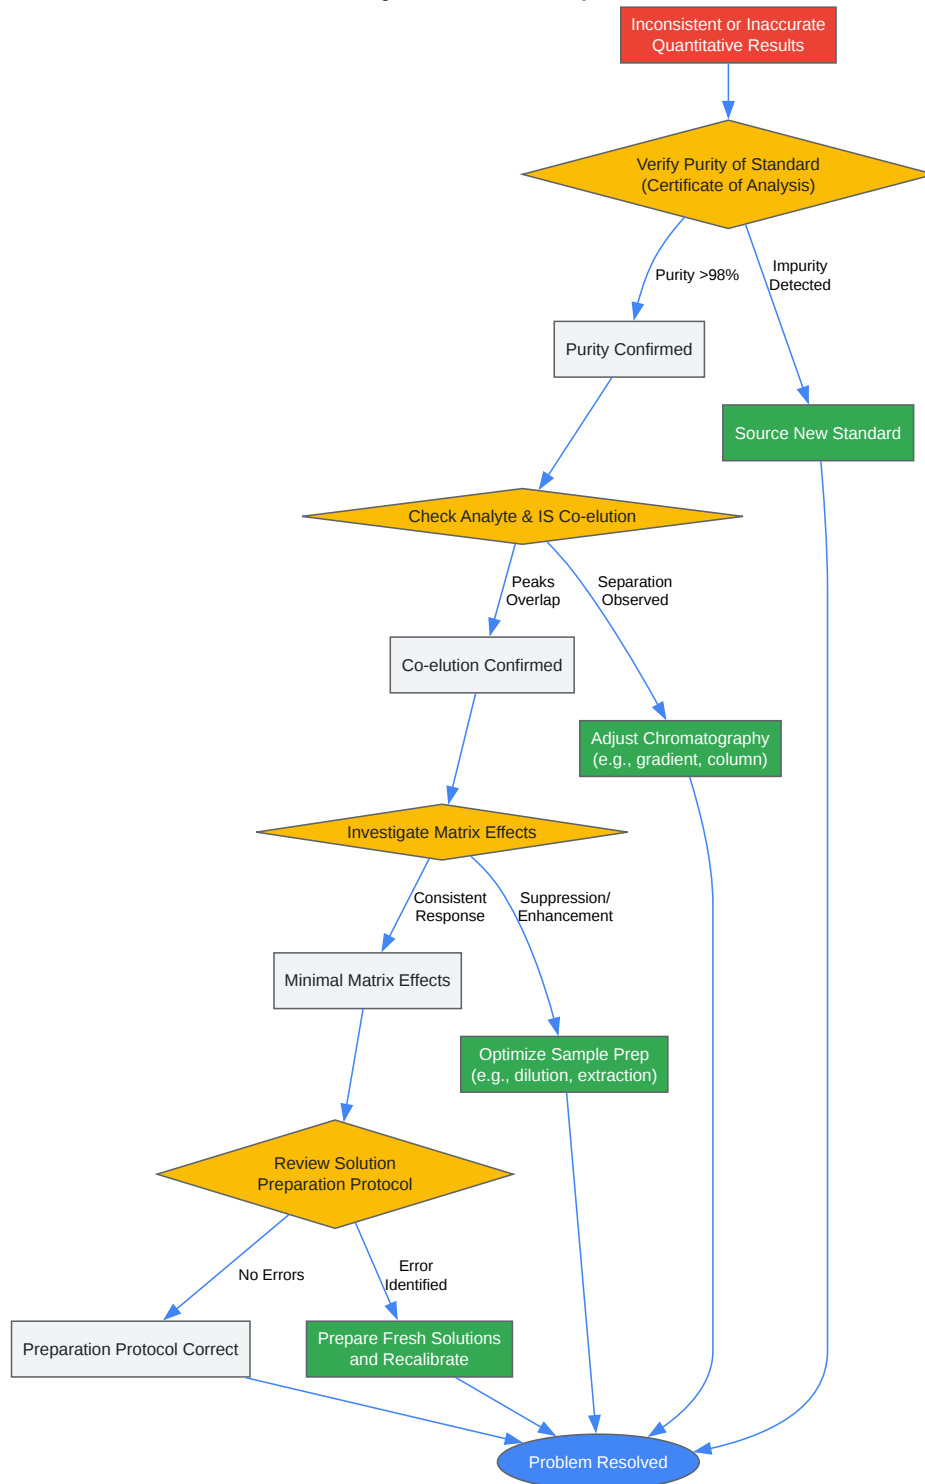 Inconsistent or Inaccurate
Quantitative Results
Verify Purity of Standard
(Certificate of Analysis)
Purity >98%
Impurity
Detected
Purity Confirmed
Source New Standard
Check Analyte & IS Co-elution
Peaks
Overlap
Separation
Observed
Co-elution Confirmed
Adjust Chromatography
(e.g., gradient, column)
Investigate Matrix Effects
Consistent
Response
Suppression/
Enhancement
Minimal Matrix Effects
Optimize Sample Prep
(e.g., dilution, extraction)
Review Solution
Preparation Protocol
No Errors
Error
Identified
Preparation Protocol Correct
Prepare Fresh Solutions
and Recalibrate
Problem Resolved